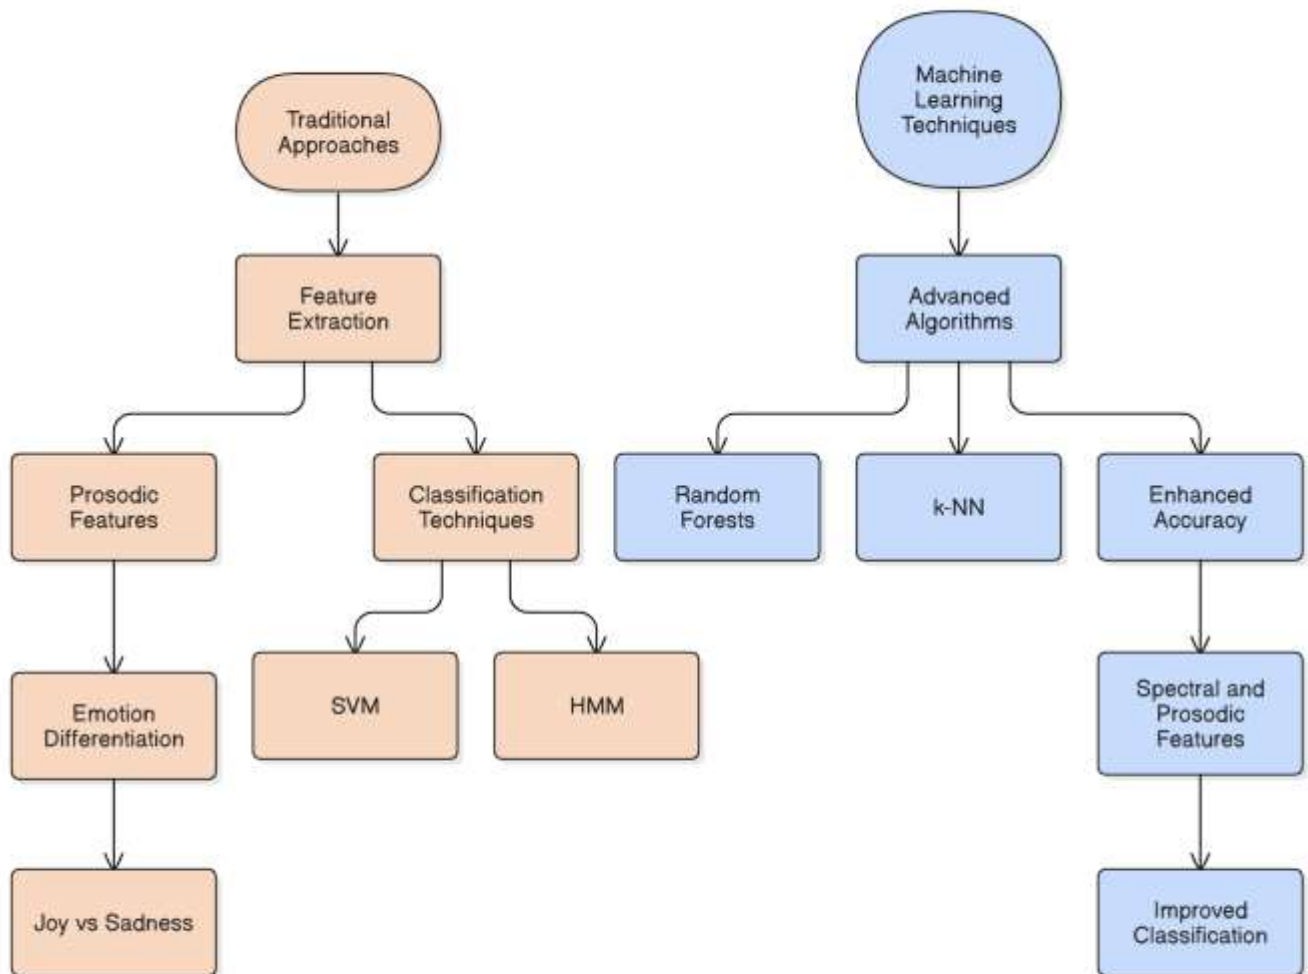 Traditional
Approaches
Machine
Learning
Techniques
Feature
Extraction
Advanced
Algorithms
Prosodic
Features
Classification
Techniques
Random
Forests
k-NN
Enhanced
Accuracy
Emotion
Differentiation
SVM
HMM
Spectral and
Prosodic
Features
Joy vs Sadness
Improved
Classification